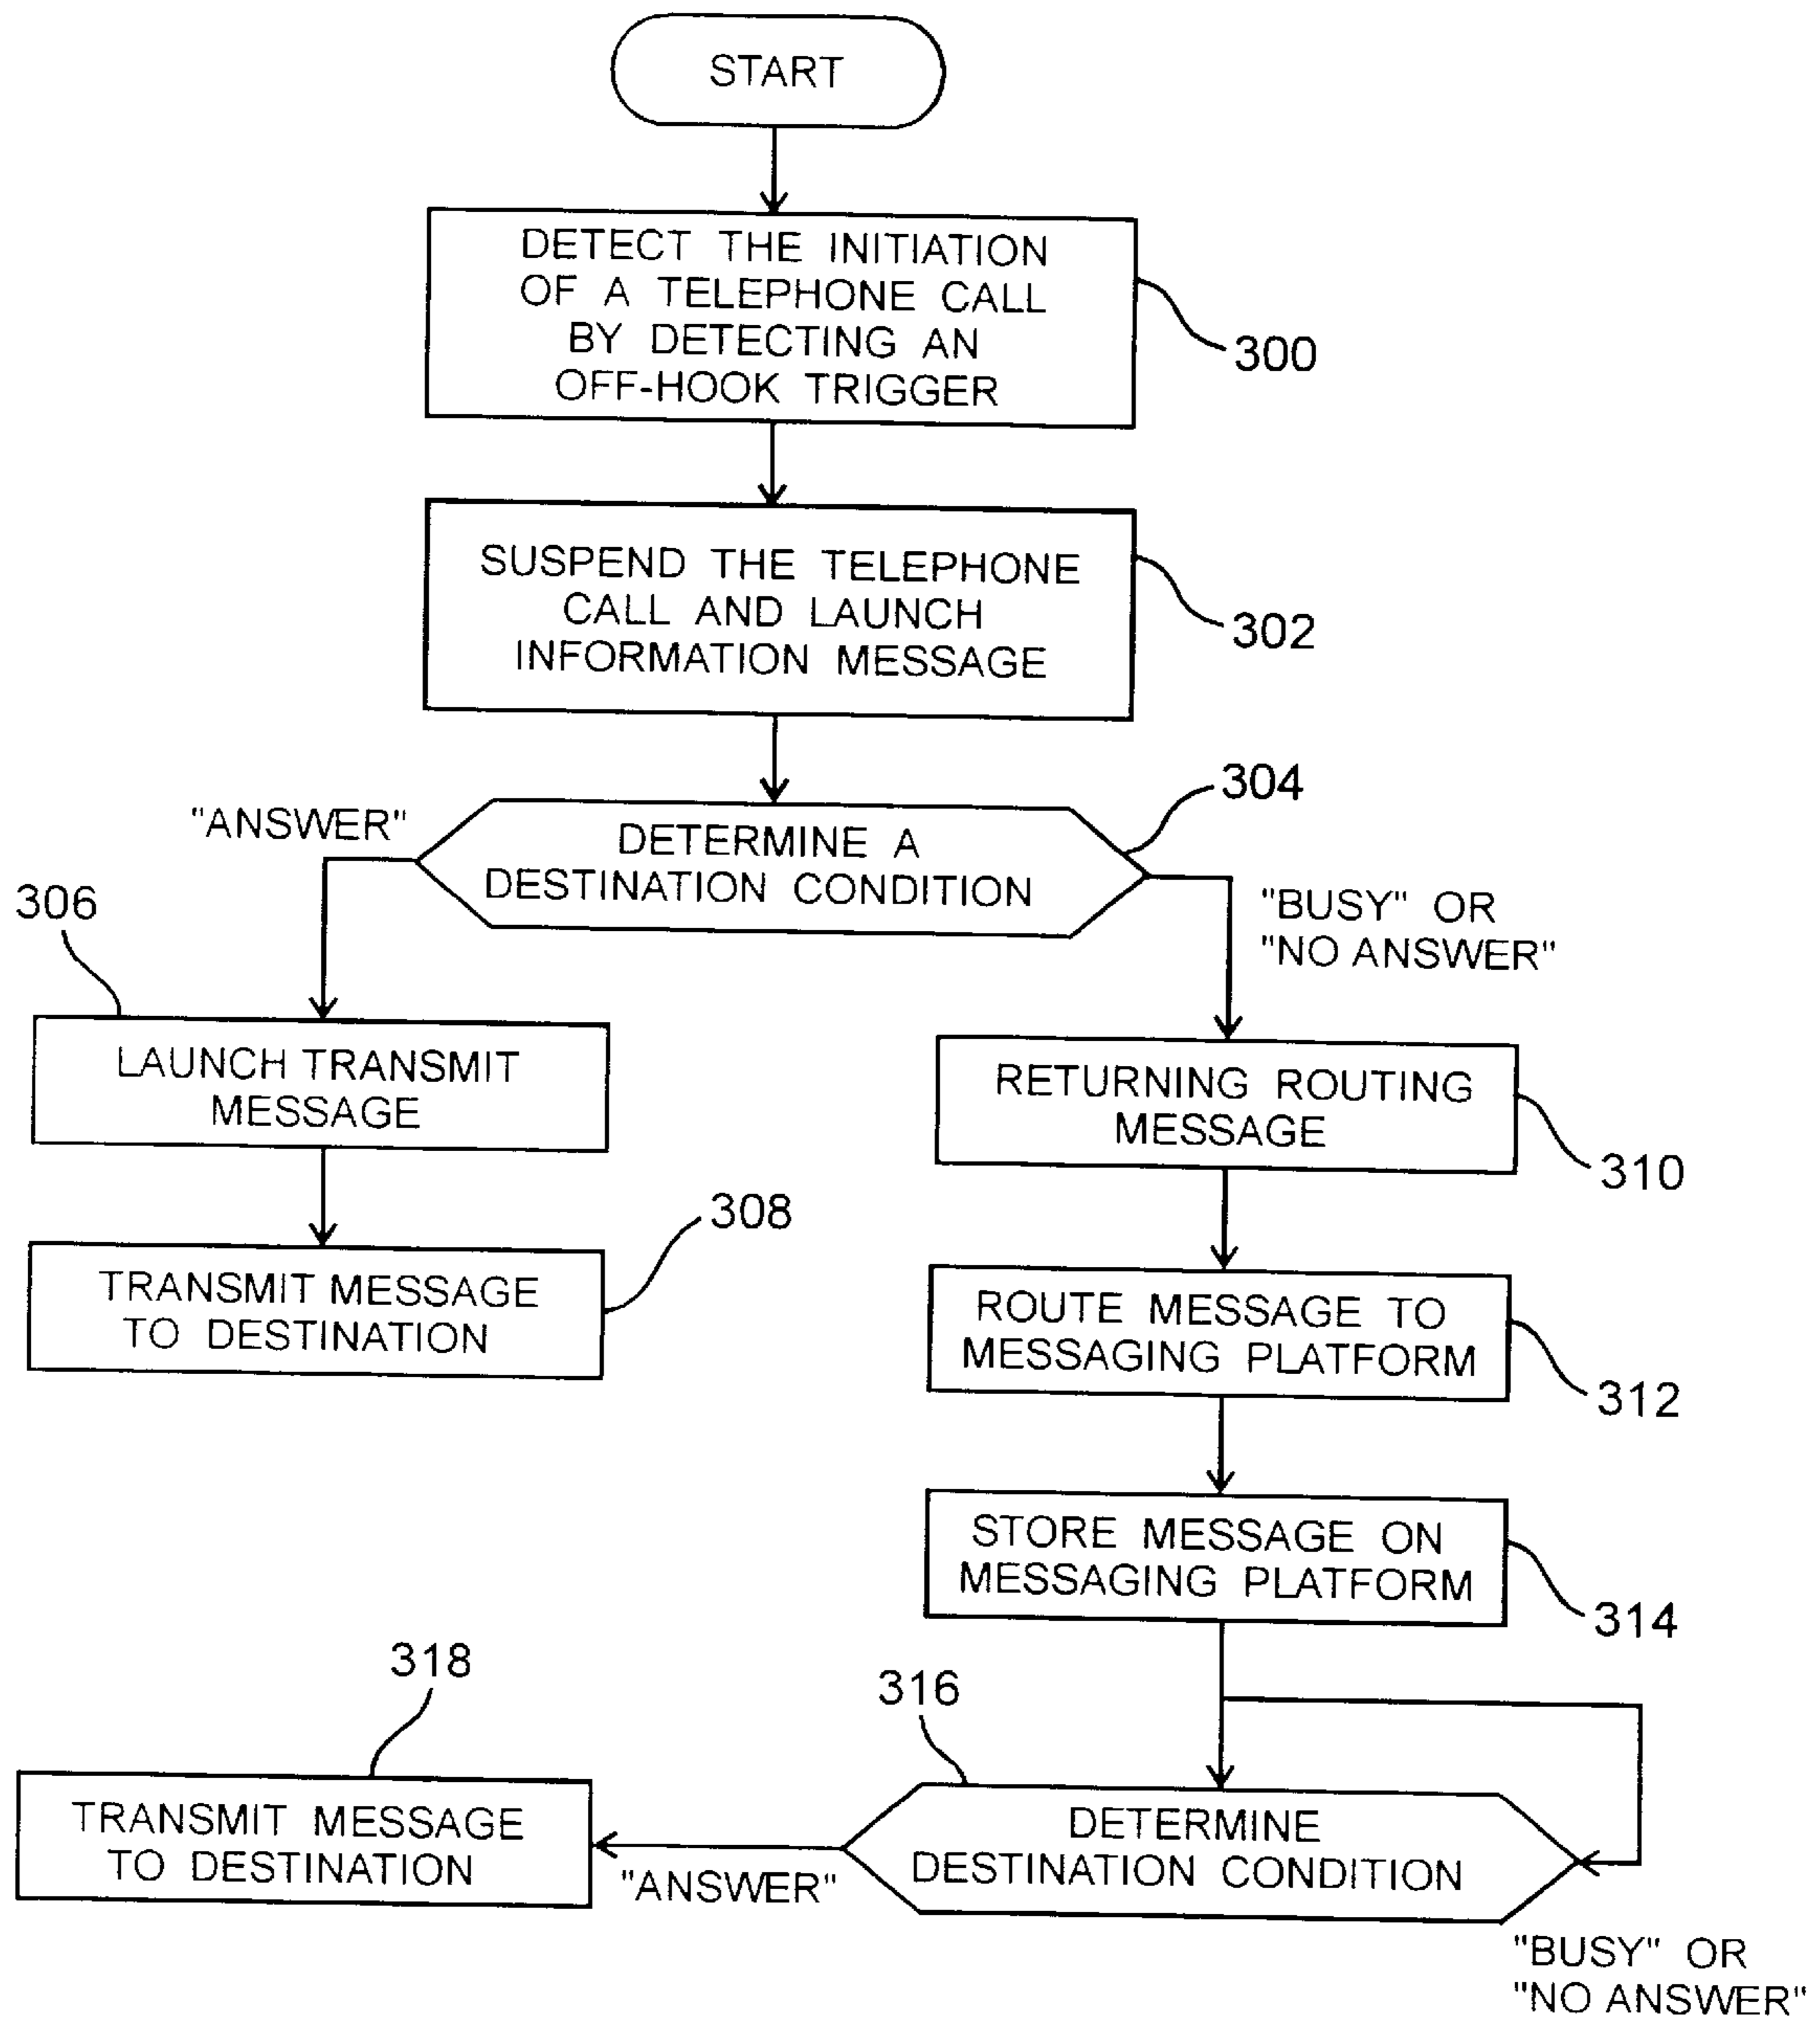 START
DETECT THE INITIATION
OF A TELEPHONE CALL
BY DETECTING AN
OFF-HOOK TRIGGER
300
SUSPEND THE TELEPHONE
CALL AND LAUNCH
INFORMATION MESSAGE
302
304
"ANSWER"
DETERMINE A
DESTINATION CONDITION
"BUSY" OR
"NO ANSWER"
306
LAUNCH TRANSMIT
MESSAGE
RETURNING ROUTING
MESSAGE
310
308
TRANSMIT MESSAGE
TO DESTINATION
ROUTE MESSAGE TO
MESSAGING PLATFORM
312
STORE MESSAGE ON
MESSAGING PLATFORM
314
318
316
TRANSMIT MESSAGE
TO DESTINATION
"ANSWER"
DETERMINE
DESTINATION CONDITION
"BUSY" OR
"NO ANSWER"